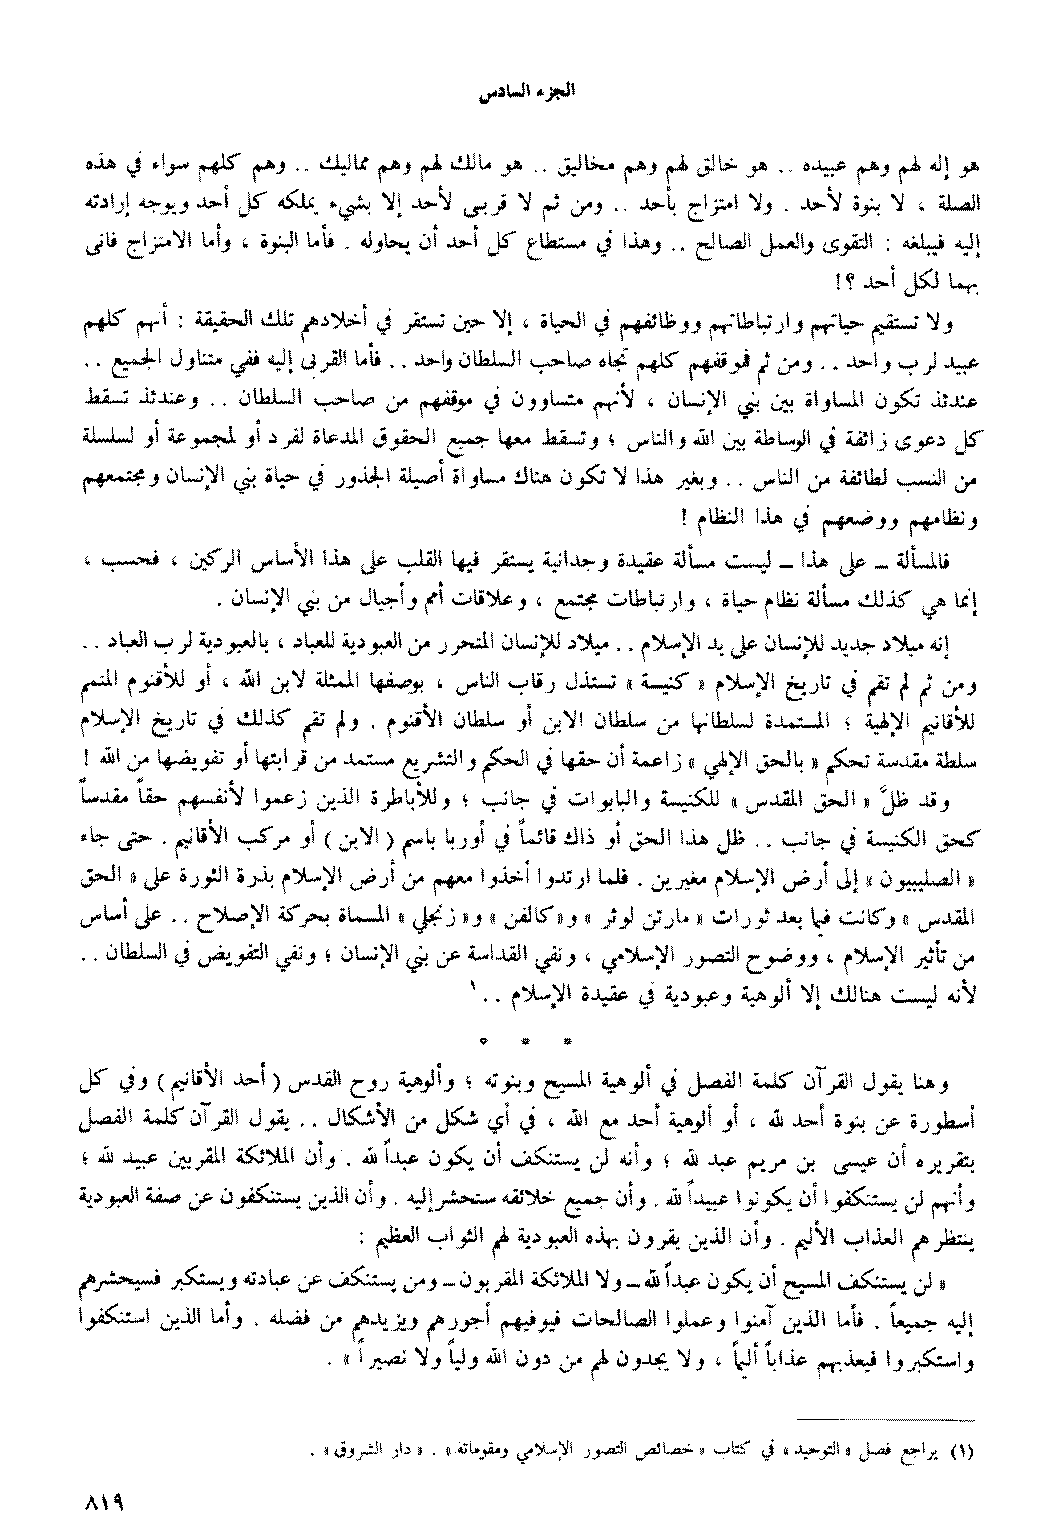 الجزء السادس
هو إله لهم وهم عبيده .. هو خالق لهم وهم مخاليق .. هو مالك لهم وهم مماليك .. وهم كلهم سواء في هذه
الصلة ، لا بنوة لأحد . ولا امتزاج بأحد .. ومن ثم لا قربى لأحد إلا بشيء يملكه كل أحد ويوجه إرادته
إليه فيبلغه : التقوى والعمل الصالح .. وهذا في مستطاع كل أحد أن يحاوله . فأما البنوة ، وأما الامتزاج فانى
بهما لكل أحد ؟!
ولا تستقيم حياتهم وارتباطاتهم ووظائفهم في الحياة ، إلا حين تستقر في أخلادهم تلك الحقيقة : أنهم كلهم
عبيد لرب واحد .. ومن ثم فموقفهم كلهم تجاه صاحب السلطان واحد .. فأما القربى إليه ففي متناول الجميع ..
عندئذ تكون المساواة بين بني الإنسان ، لأنهم متساوون في موقفهم من صاحب السلطان .. وعندئذ تسقط
كل دعوى زائفة في الوساطة بين الله والناس ؛ وتسقط معها جميع الحقوق المدعاة لفرد أو لمجموعة أو لسلسلة
من النسب لطائفة من الناس .. وبغير هذا لا تكون هناك مساواة أصيلة الجذور في حياة بني الإنسان ومجتمعهم
ونظامهم ووضعهم في هذا النظام !
فالمسألة ــ على هذا ــ ليست مسألة عقيدة وجدانية يستقر فيها القلب على هذا الأساس الركين ، فحسب ،
إنما هي كذلك مسألة نظام حياة ، وارتباطات مجتمع ، وعلاقات أمم وأجيال من بني الإنسان .
إنه ميلاد جديد للإنسان على يد الإسلام .. ميلاد للإنسان المتحرر من العبودية للعباد ، بالعبودية لرب العباد ..
ومن ثم لم تقم في تاريخ الإسلام « كنيسة » تستذل رقاب الناس ، بوصفها الممثلة لابن الله ، أو للأقنوم المتمم
للأقانيم الإلهية ؛ المستمدة لسلطانها من سلطان الابن أو سلطان الأقنوم . ولم تقم كذلك في تاريخ الإسلام
سلطة مقدسة تحكم « بالحق الإلهي » زاعمة أن حقها في الحكم والتشريع مستمد من قرابتها أو تفويضها من الله !
وقد ظلَّ « الحق المقدس » للكنيسة والبابوات في جانب ؛ وللأباطرة الذين زعموا لأنفسهم حقاً مقدساً
كحق الكنيسة في جانب .. ظل هذا الحق أو ذاك قائماً في أوربا باسم ( الابن ) أو مركب الأقانيم . حتى جاء
« الصليبيون » إلى أرض الإسلام مغيرين . فلما ارتدوا أخذوا معهم من أرض الإسلام بذرة الثورة على « الحق
المقدس » وكانت فيما بعد ثورات « مارتن لوثر » و« كالفن » و« زنجلي » المسماة بحركة الإصلاح .. على أساس
من تأثير الإسلام ، ووضوح التصور الإسلامي ، ونفي القداسة عن بني الإنسان ؛ ونفي التفويض في السلطان ..
لأنه ليست هنالك إلا ألوهية وعبودية في عقيدة الإسلام .. ١
* * *
وهنا يقول القرآن كلمة الفصل في ألوهية المسيح وبنوته ؛ وألوهية روح القدس ( أحد الأقانيم ) وفي كل
أسطورة عن بنوة أحد لله ، أو ألوهية أحد مع الله ، في أي شكل من الأشكال .. يقول القرآن كلمة الفصل
بتقريره أن عيسى بن مريم عبد لله ؛ وأنه لن يستنكف أن يكون عبداً لله . وأن الملائكة المقربين عبيد لله ؛
وأنهم لن يستنكفوا أن يكونوا عبيداً لله . وأن جميع خلائقه ستحشر إليه . وأن الذين يستنكفون عن صفة العبودية
ينتظرهم العذاب الأليم . وأن الذين يقرون بهذه العبودية لهم الثواب العظيم :
« لن يستنكف المسيح أن يكون عبداً لله ــ ولا الملائكة المقربون ــ ومن يستنكف عن عبادته ويستكبر فسيحشرهم
إليه جميعاً . فأما الذين آمنوا وعملوا الصالحات فيوفيهم أجورهم ويزيدهم من فضله . وأما الذين استنكفوا
واستكبروا فيعذبهم عذاباً أليماً ، ولا يجدون لهم من دون الله ولياً ولا نصيراً » .
(١) يراجع فصل « التوحيد » في كتاب « خصائص التصور الإسلامي ومقوماته » . « دار الشروق » .
٨١٩